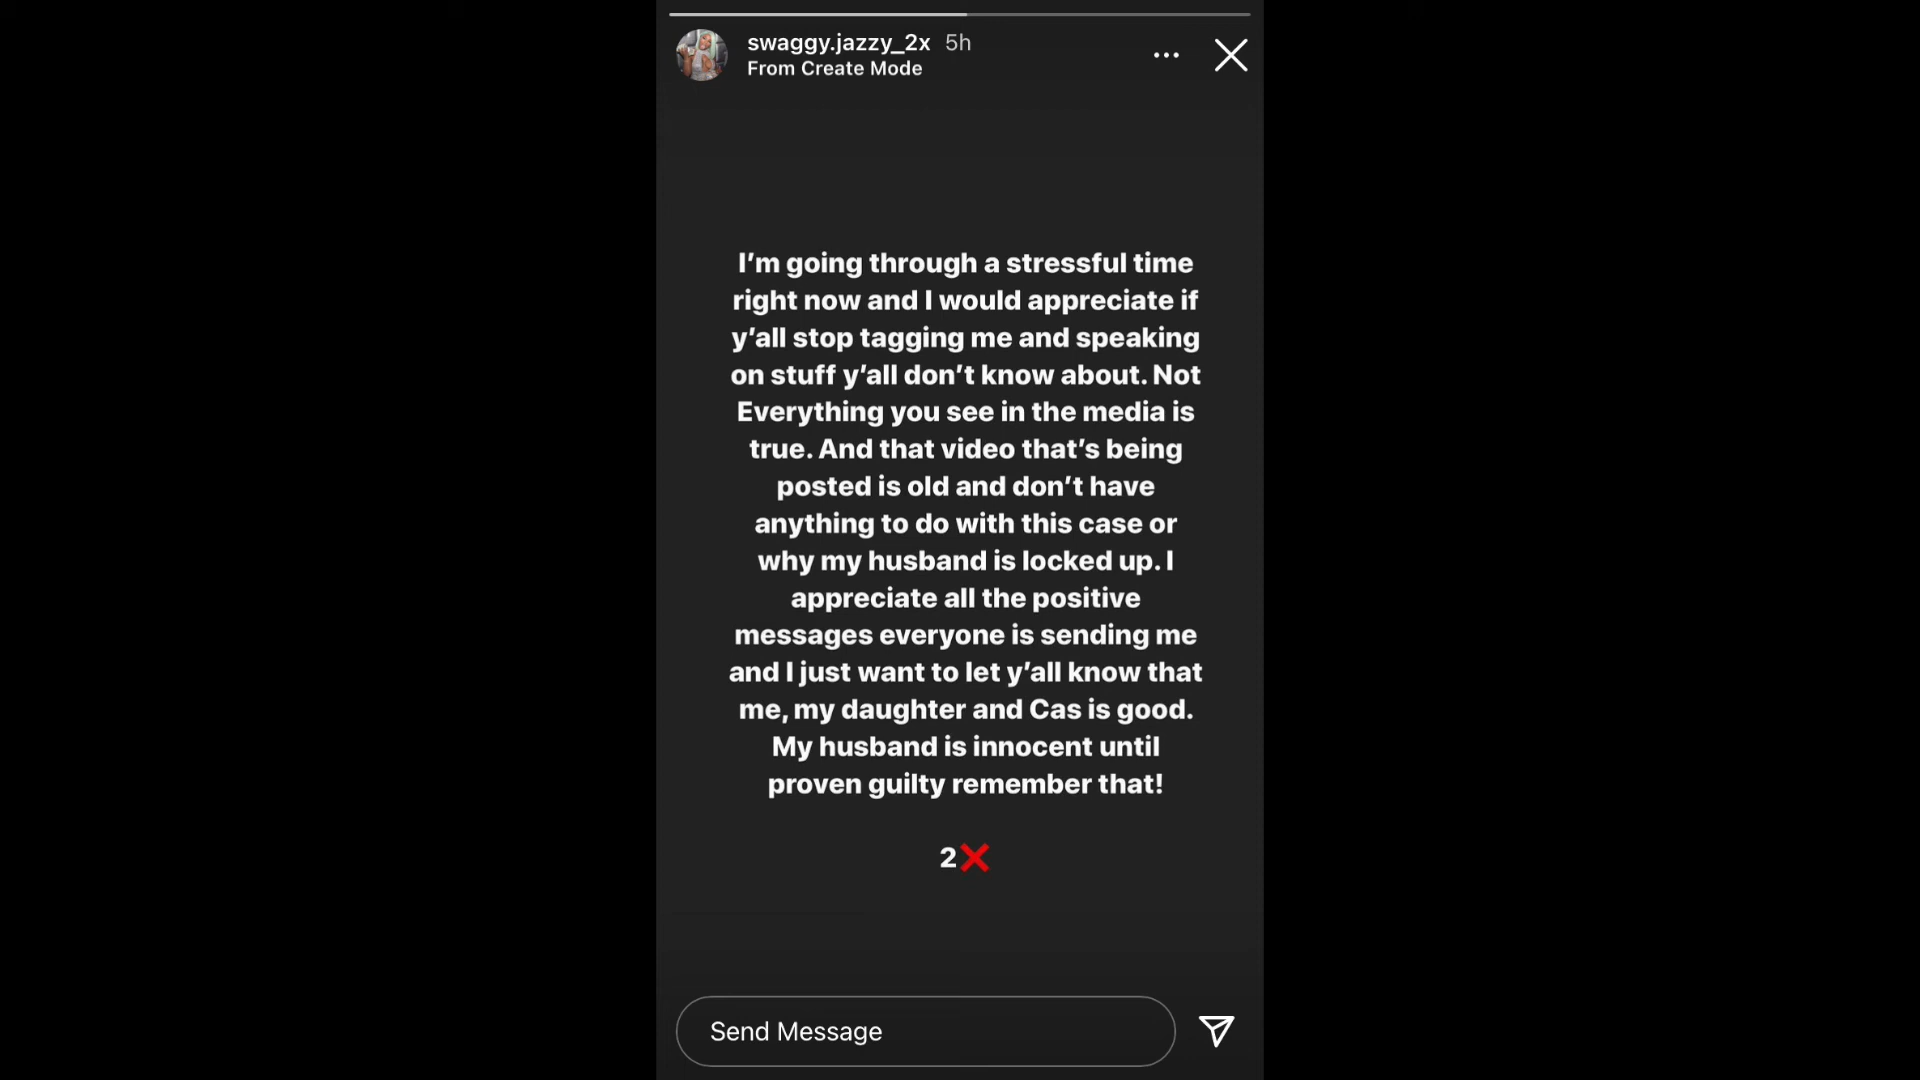 swaggy.jazzy_2x 5h
From Create Mode
I’m going through a stressful time
right now and I would appreciate if
y’all stop tagging me and speaking
on stuff y’all don’t know about. Not
Everything you see in the media is
true. And that video that’s being
posted is old and don’t have
anything to do with this case or
why my husband is locked up. I
appreciate all the positive
messages everyone is sending me
and I just want to let y’all know that
me, my daughter and Cas is good.
My husband is innocent until
proven guilty remember that!
2❌
Send Message